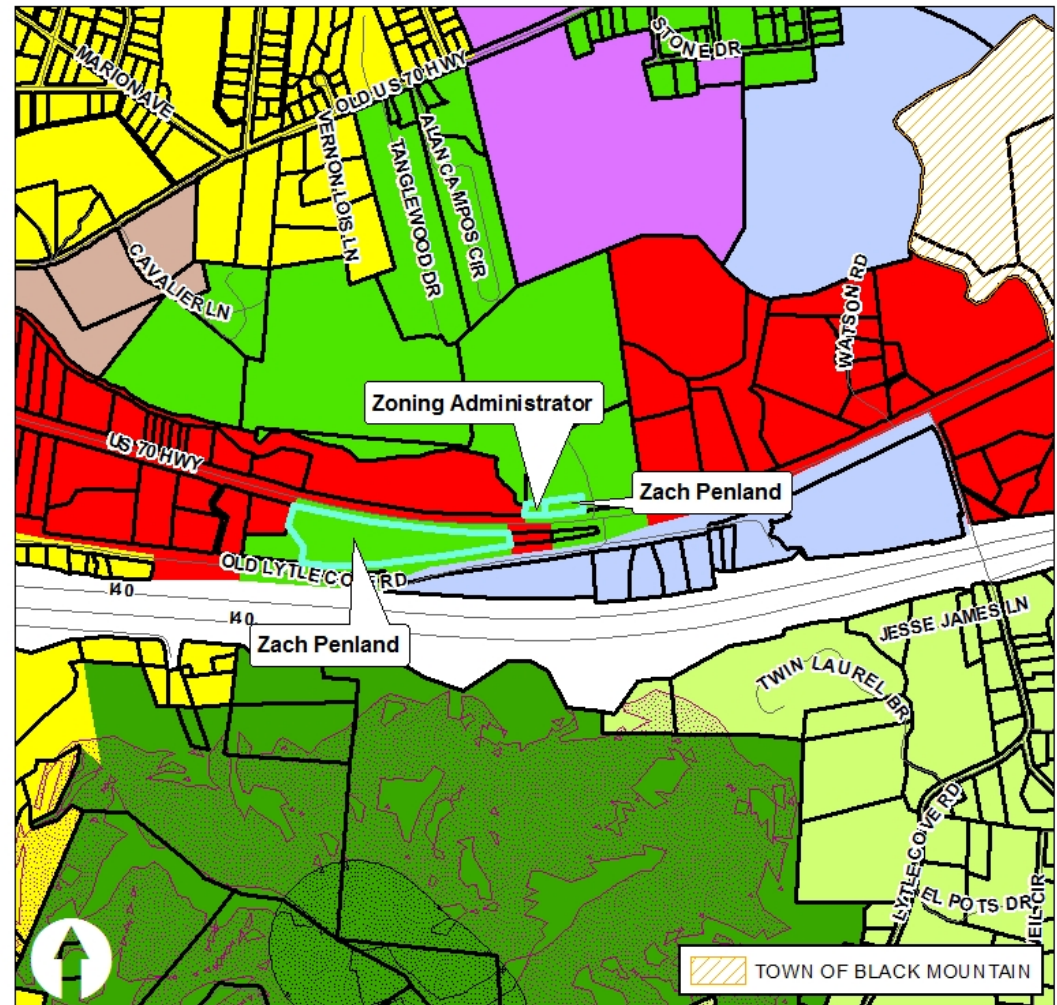 STONE DR
MARION AVE
OLD US 70 HWY
VERNON LOIS LN
TANGLEWOOD DR
ALAN CAMPOS CIR
CAVALIER LN
WATSON RD
Zoning Administrator
US 70 HWY
Zach Penland
OLD LYTLE COVE RD
I40
I40
Zach Penland
JESSE JAMES LN
TWIN LAUREL BR
LYTLE COVE RD
EL POTS DR
EIL CIR
TOWN OF BLACK MOUNTAIN